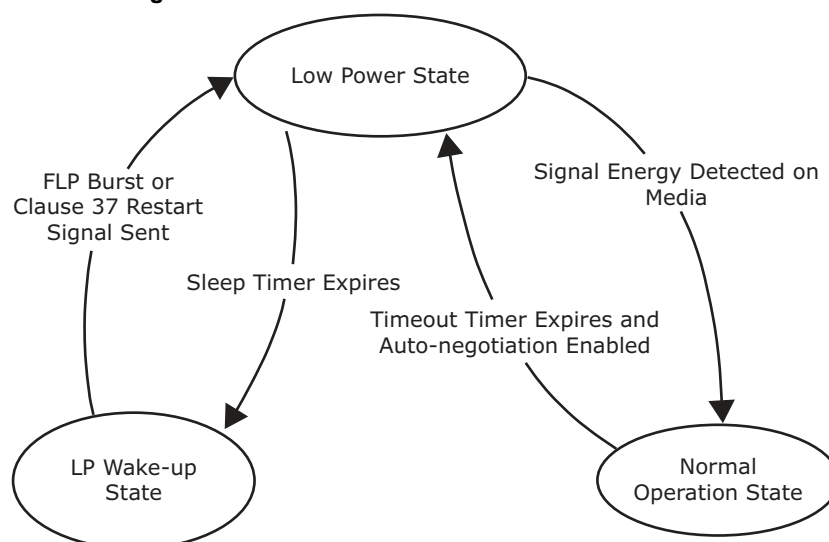 Low Power State
Signal Energy Detected on
Media
FLP Burst or
Clause 37 Restart
Signal Sent
Sleep Timer Expires
Timeout Timer Expires and
Auto-negotiation Enabled
LP Wake-up
State
Normal
Operation State